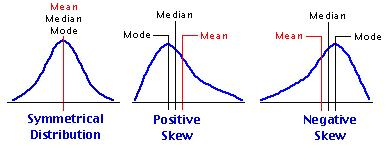 Mean
Median
Mode
Symmetrical
Distribution
Median
Mode
Mean
Positive
Skew
Median
Mean
Mode
Negative
Skew